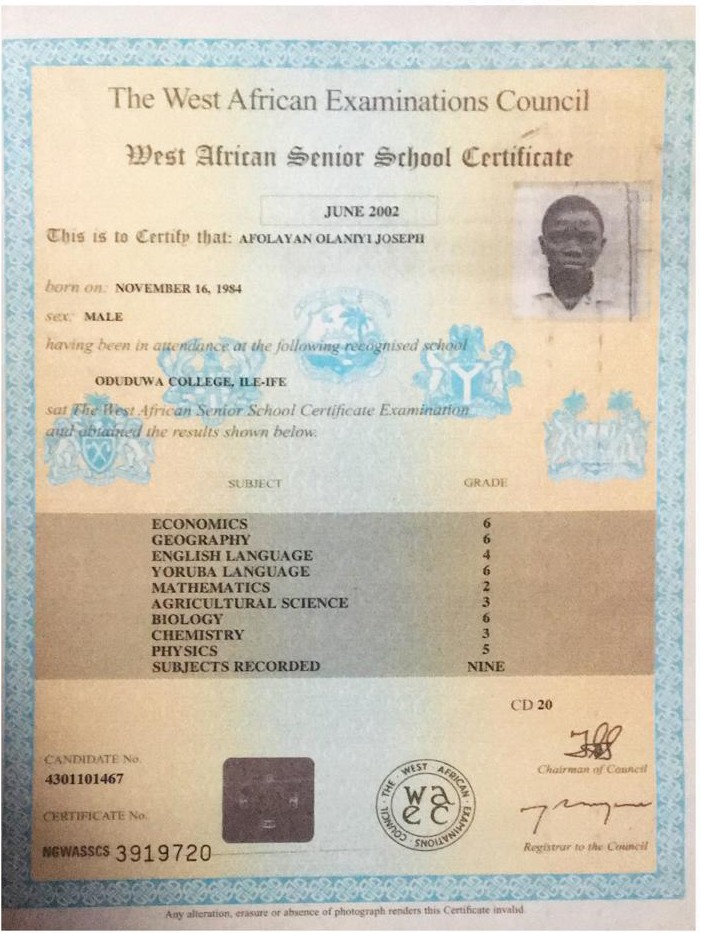 The West African Examinations Council
West African Senior School Certificate
JUNE 2002
This is to Certify that: AFOLAYAN OLANIYI JOSEPH
born on: NOVEMBER 16, 1984
sex: MALE
having been in attendance at the following recognised school
ODUDUWA COLLEGE, ILE-IFE
sat The West African Senior School Certificate Examination
and obtained the results shown below.
SUBJECT GRADE
ECONOMICS 6
GEOGRAPHY 6
ENGLISH LANGUAGE 4
YORUBA LANGUAGE 6
MATHEMATICS 2
AGRICULTURAL SCIENCE 3
BIOLOGY 6
CHEMISTRY 3
PHYSICS 5
SUBJECTS RECORDED NINE
CD 20
Chairman of Council
CANDIDATE No.
4301101467
CERTIFICATE No.
NGWASSCS 3919720
THE · WEST AFRICAN · EXAMINATIONS COUNCIL ·
wa
ec
Registrar to the Council
Any alteration, erasure or absence of photograph renders this Certificate invalid.